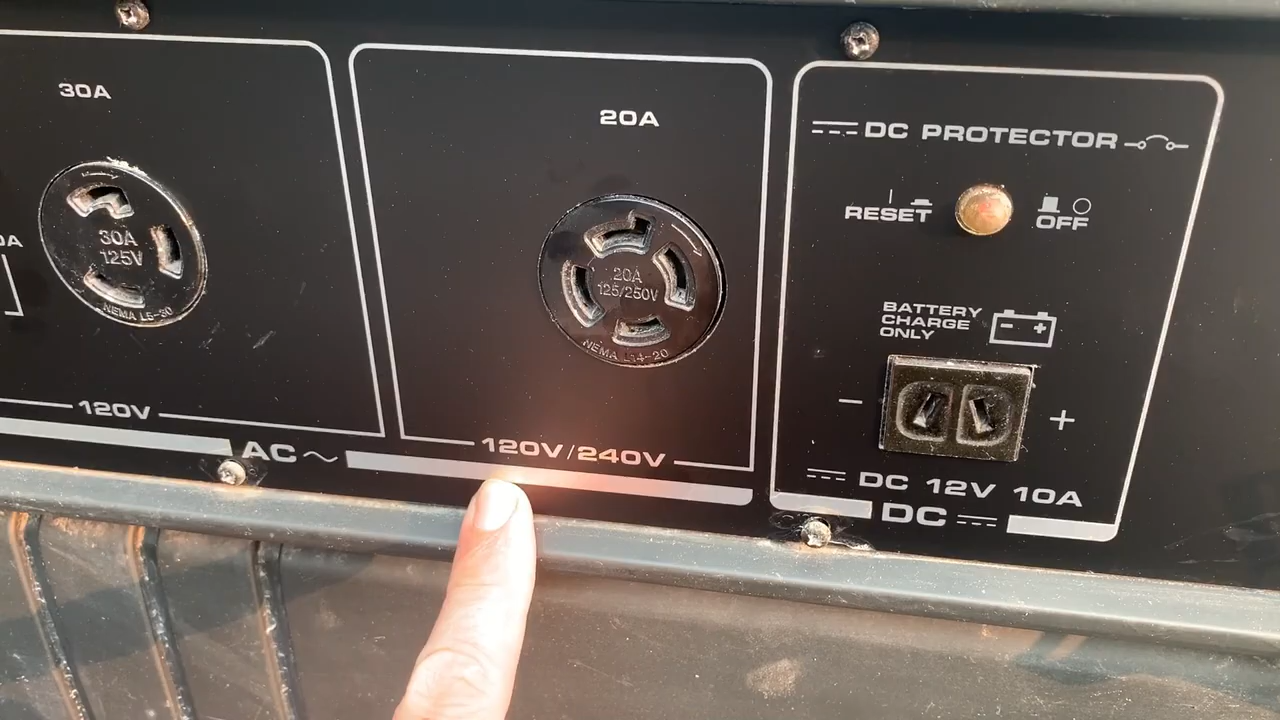 30A
30A
125V
NEMA L5-30
120V
AC
20A
20A
125/250V
NEMA L14-20
120V/240V
DC PROTECTOR
RESET
OFF
BATTERY
CHARGE
ONLY
- +
- +
DC 12V 10A
DC